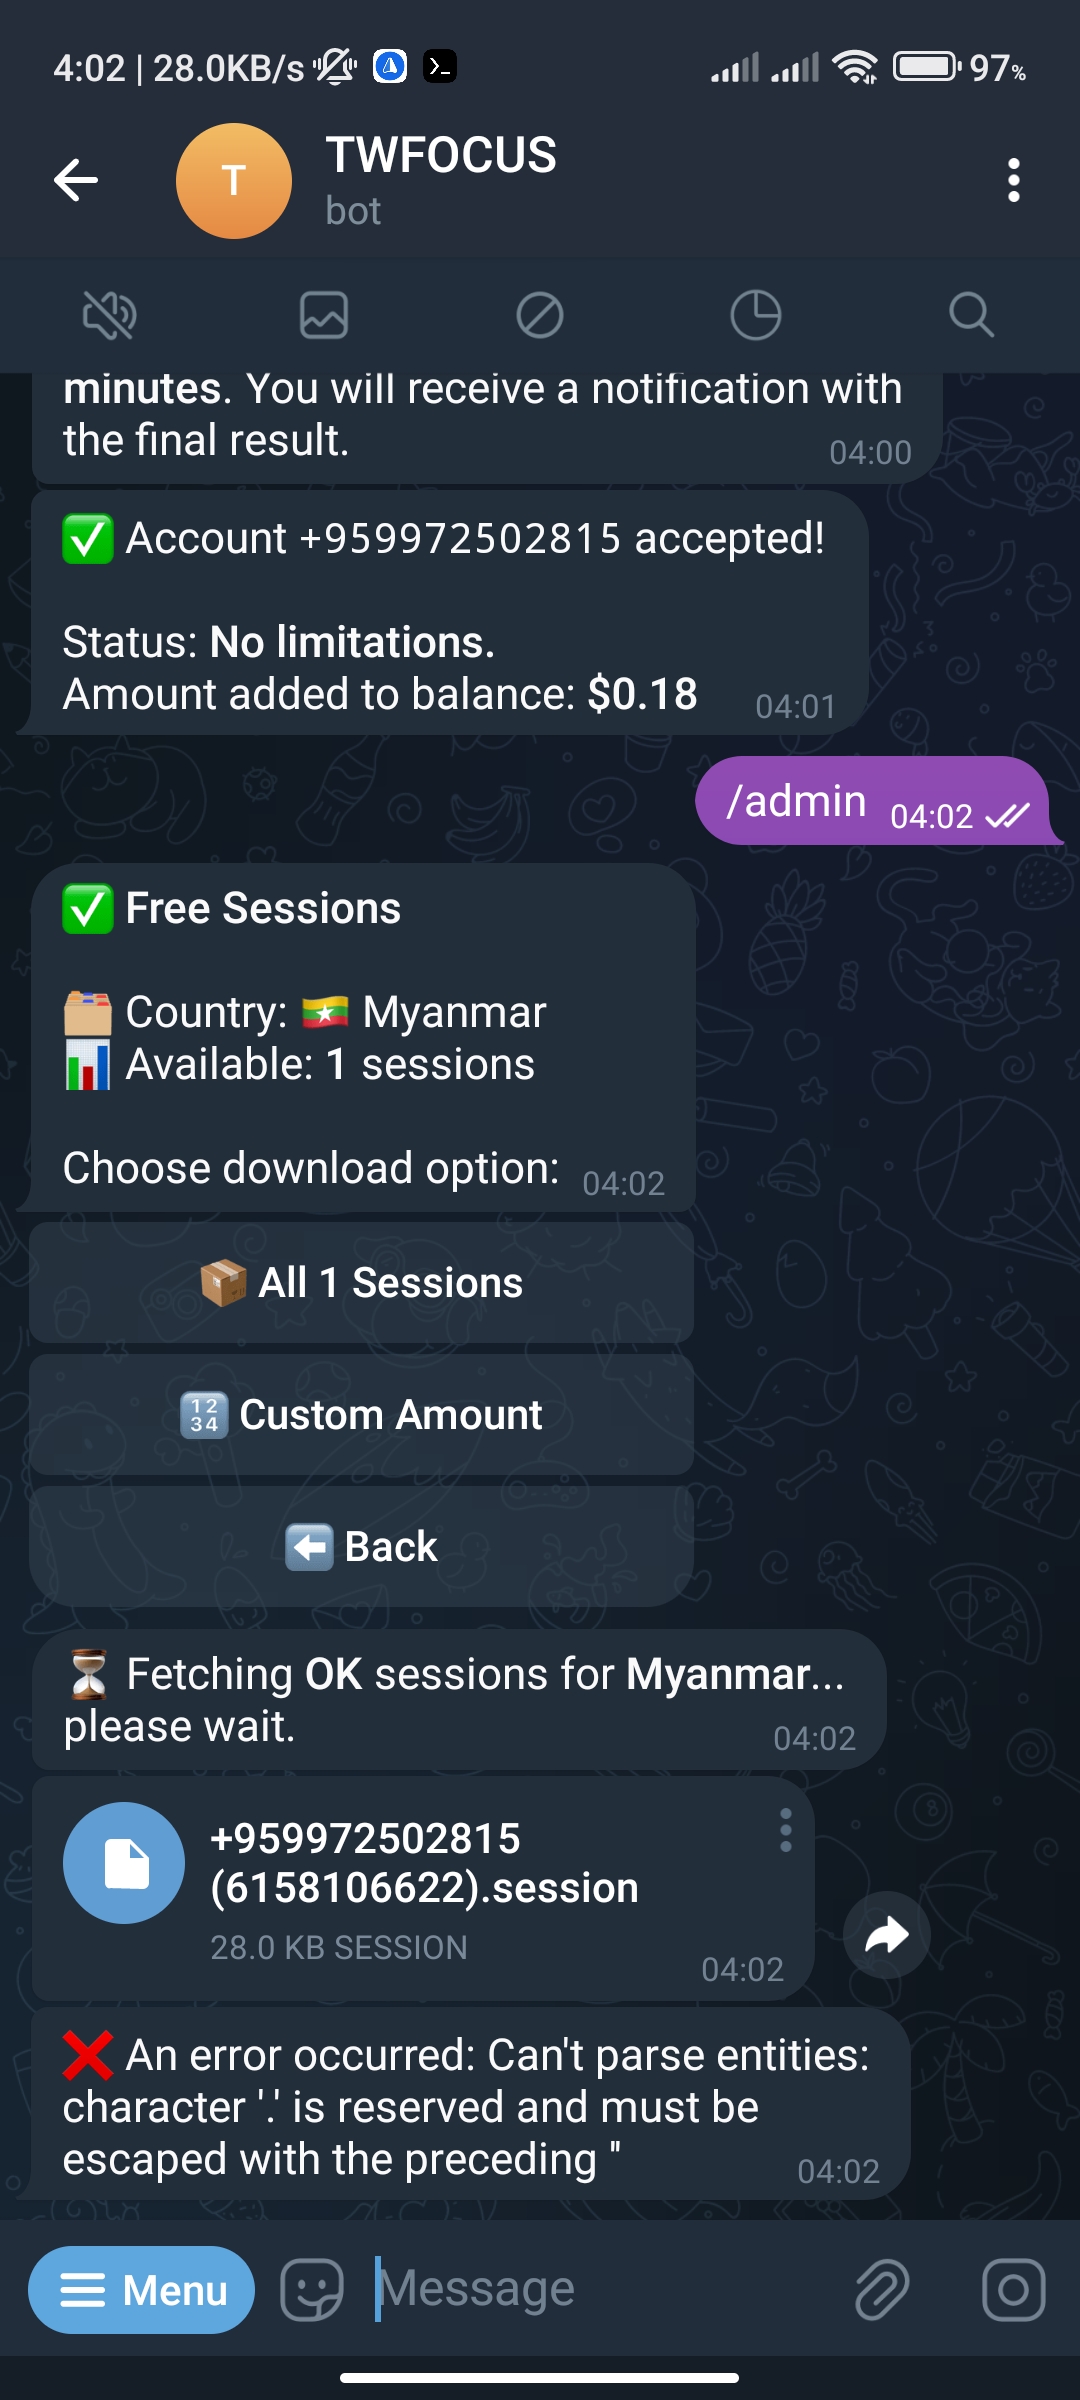 4:02 | 28.0KB/s
97%
T
TWFOCUS
bot
minutes. You will receive a notification with
the final result.
04:00
✅ Account +959972502815 accepted!
Status: No limitations.
Amount added to balance: $0.18
04:01
/admin
04:02
✅ Free Sessions
🗂 Country: 🇲🇲 Myanmar
📊 Available: 1 sessions
Choose download option:
04:02
📦 All 1 Sessions
🔢 Custom Amount
⬅️ Back
⏳ Fetching OK sessions for Myanmar...
please wait.
04:02
+959972502815
(6158106622).session
28.0 KB SESSION
04:02
❌ An error occurred: Can't parse entities:
character '.' is reserved and must be
escaped with the preceding ''
04:02
Menu
Message